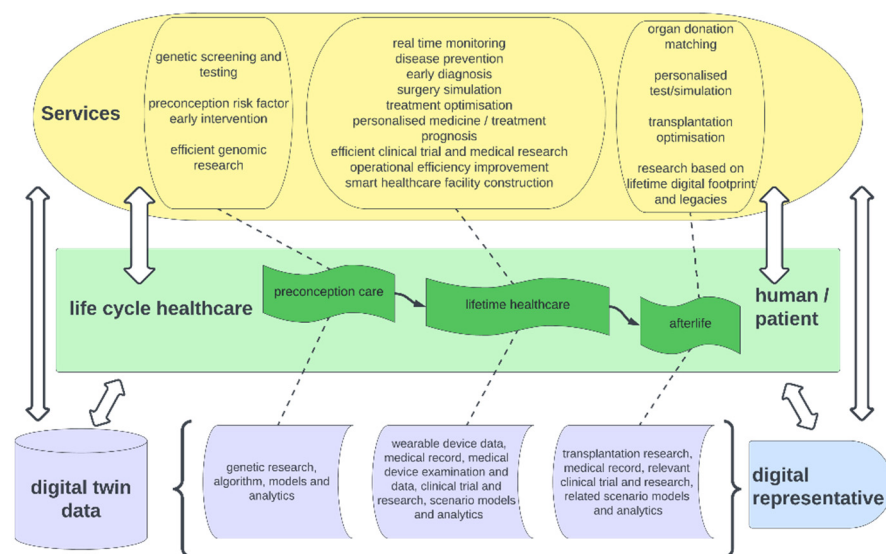 Services
genetic screening and
testing
preconception risk factor
early intervention
efficient genomic
research
real time monitoring
disease prevention
early diagnosis
surgery simulation
treatment optimisation
personalised medicine / treatment
prognosis
efficient clinical trial and medical research
operational efficiency improvement
smart healthcare facility construction
organ donation
matching
personalised
test/simulation
transplantation
optimisation
research based on
lifetime digital footprint
and legacies
life cycle healthcare
preconception care
lifetime healthcare
afterlife
human /
patient
digital twin
data
genetic research,
algorithm, models and
analytics
wearable device data,
medical record, medical
device examination and
data, clinical trial and
research, scenario models
and analytics
transplantation research,
medical record, relevant
clinical trial and research,
related scenario models
and analytics
digital
representative